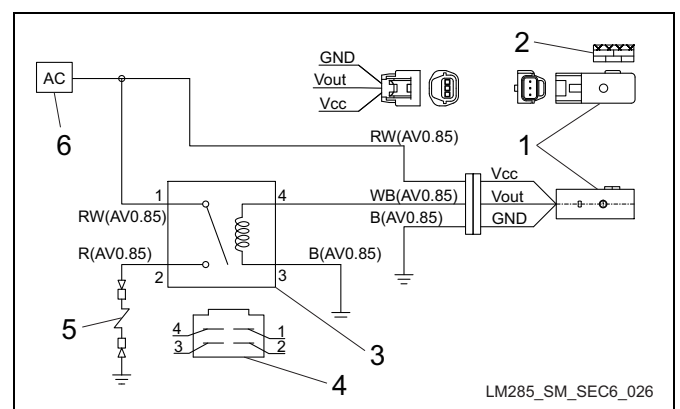 2
GND
AC
Vout
Vcc
6
RW(AV0.85)
1
Vcc
1
4
WB(AV0.85)
Vout
RW(AV0.85)
B(AV0.85)
GND
R(AV0.85)
B(AV0.85)
2
3
5
4
1
3
2
3
4
LM285_SM_SEC6_026